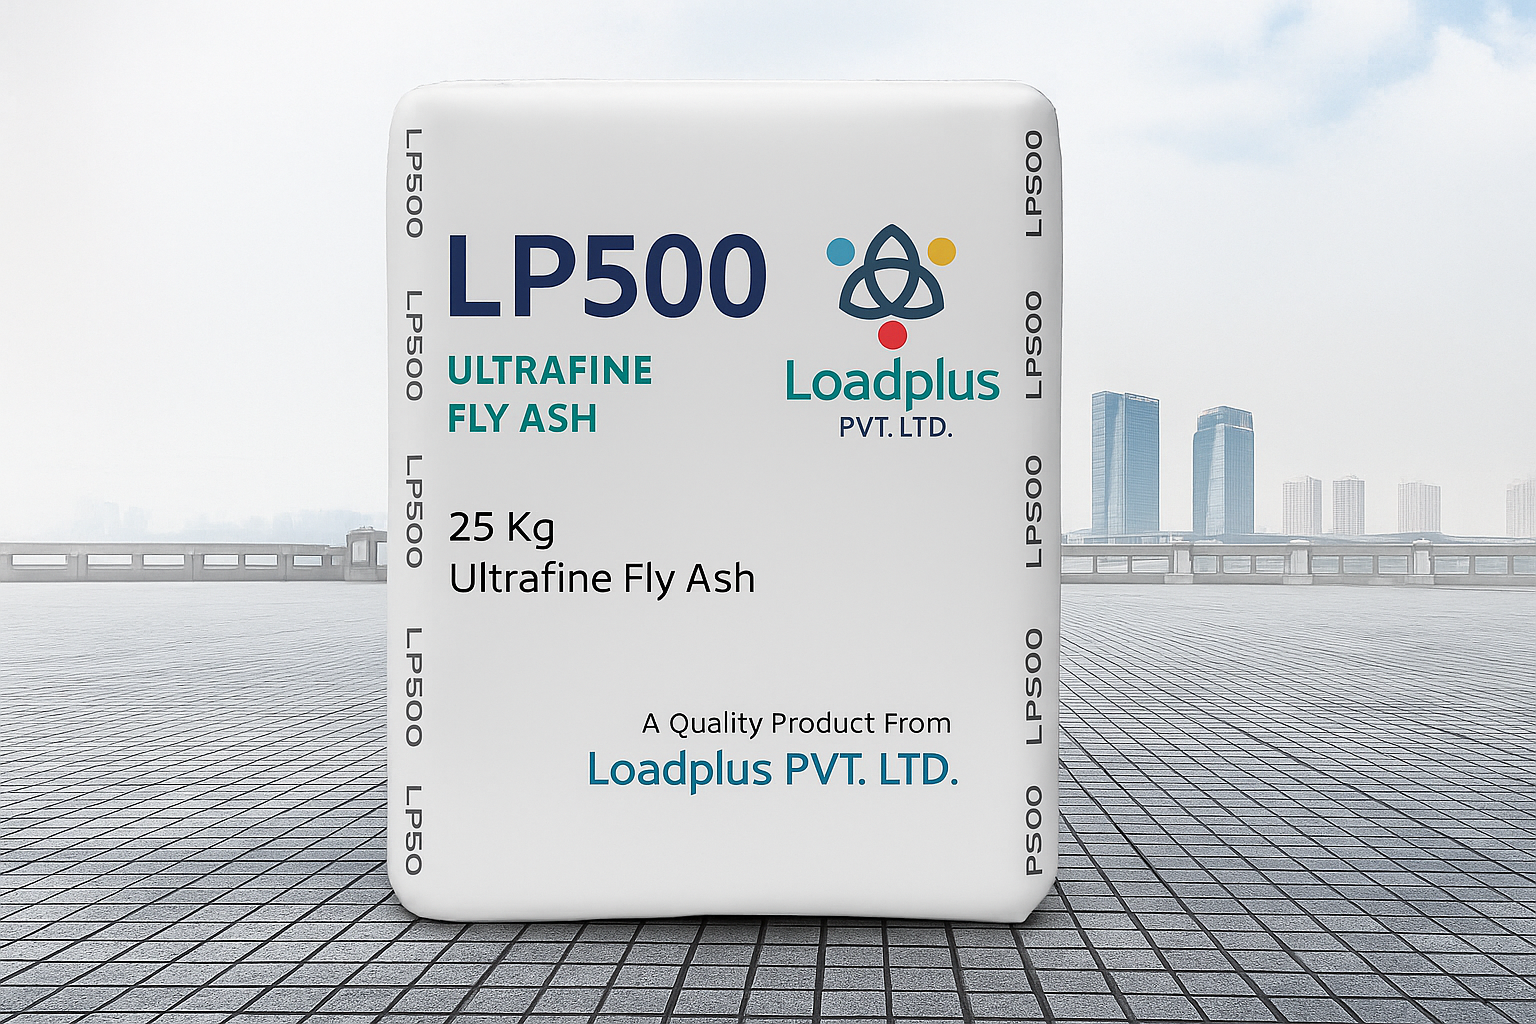 LP500
LP500
LP500
LP500
LP50
LP500
ULTRAFINE
FLY ASH
Loadplus
PVT. LTD.
25 Kg
Ultrafine Fly Ash
A Quality Product From
Loadplus PVT. LTD.
LP500
LP500
LP500
LP500
P500